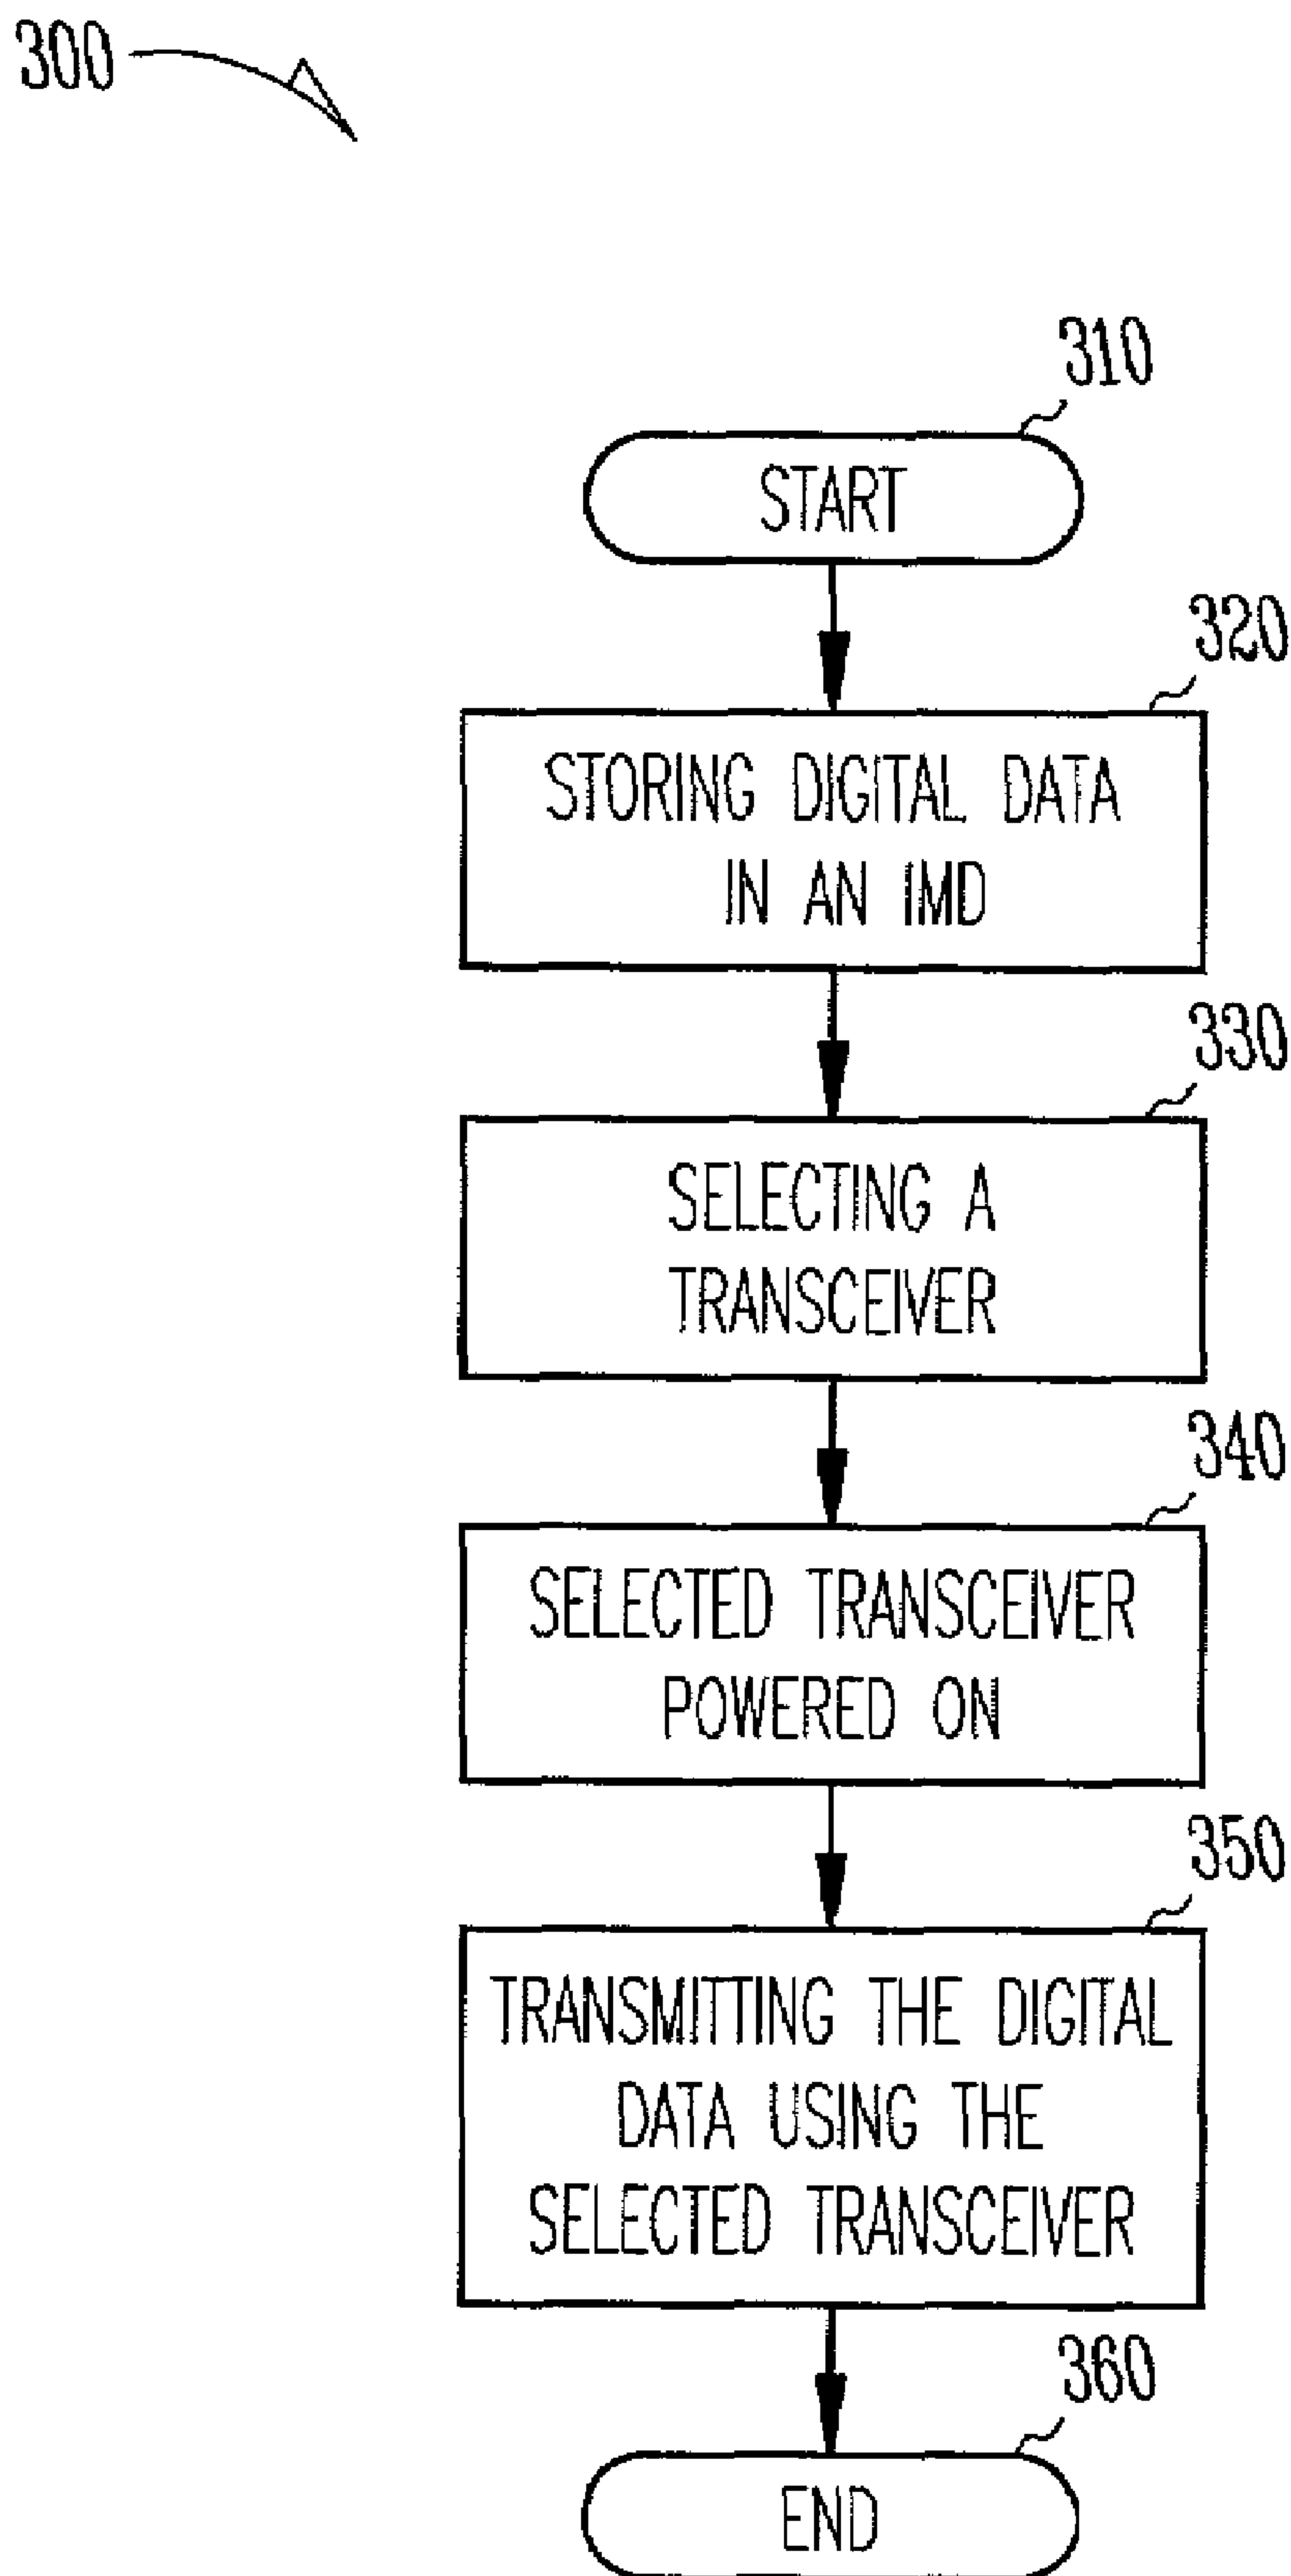 300
310
START
320
STORING DIGITAL DATA
IN AN IMD
330
SELECTING A
TRANSCEIVER
340
SELECTED TRANSCEIVER
POWERED ON
350
TRANSMITTING THE DIGITAL
DATA USING THE
SELECTED TRANSCEIVER
360
END